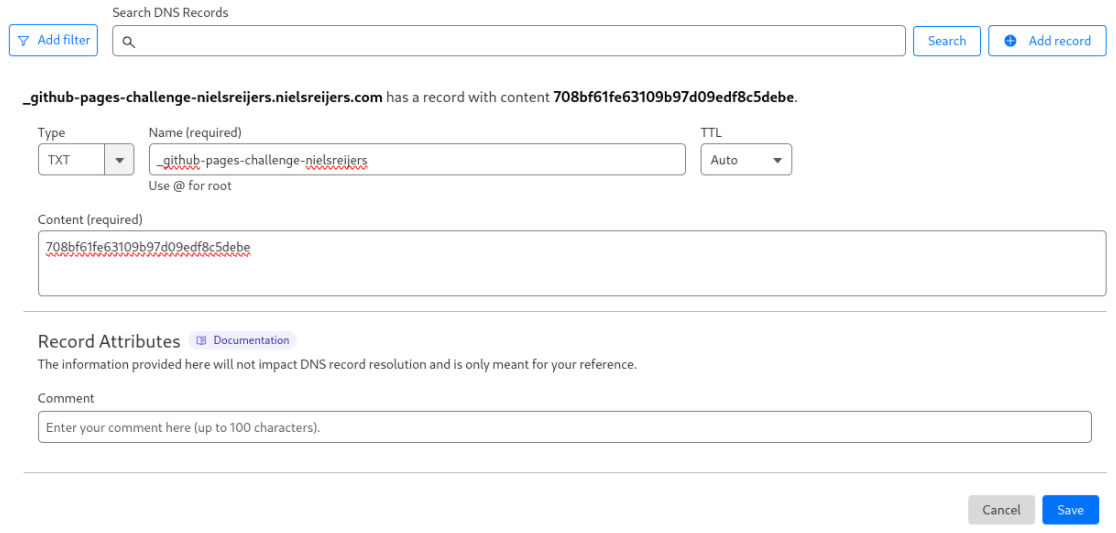 Search DNS Records
Add filter
Search
Add record
_github-pages-challenge-nielsreijers.nielsreijers.com has a record with content 708bf61fe63109b97d09edf8c5debe.
Type
Name (required)
TTL
TXT
_github-pages-challenge-nielsreijers
Auto
Use @ for root
Content (required)
708bf61fe63109b97d09edf8c5debe
Record Attributes
Documentation
The information provided here will not impact DNS record resolution and is only meant for your reference.
Comment
Enter your comment here (up to 100 characters).
Cancel
Save